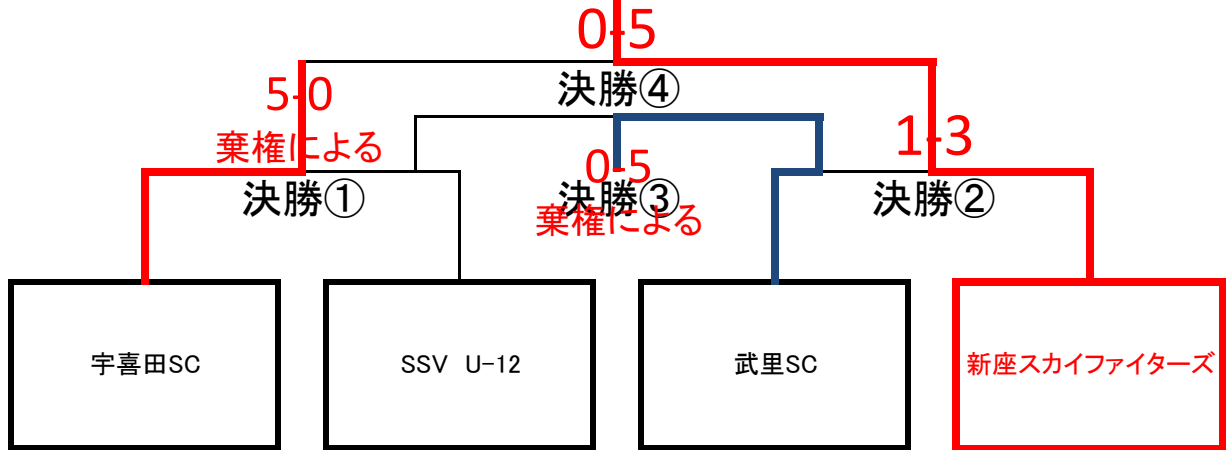 0-5
決勝④
5-0
棄権による
決勝①
0-5
決勝③
棄権による
1-3
決勝②
宇喜田SC
SSV U-12
武里SC
新座スカイファイターズ